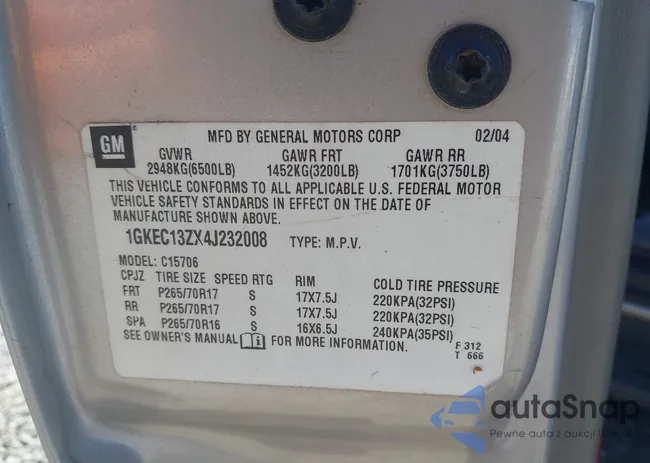 GM
MFD BY GENERAL MOTORS CORP 02/04
GVWR GAWR FRT GAWR RR
2948KG(6500LB) 1452KG(3200LB) 1701KG(3750LB)
THIS VEHICLE CONFORMS TO ALL APPLICABLE U.S. FEDERAL MOTOR
VEHICLE SAFETY STANDARDS IN EFFECT ON THE DATE OF
MANUFACTURE SHOWN ABOVE.
1GKEC13ZX4J232008 TYPE: M.P.V.
MODEL: C15706
CPJZ TIRE SIZE SPEED RTG RIM COLD TIRE PRESSURE
FRT P265/70R17 S 17X7.5J 220KPA(32PSI)
RR P265/70R17 S 17X7.5J 220KPA(32PSI)
SPA P265/70R16 S 16X6.5J 240KPA(35PSI)
SEE OWNER'S MANUAL FOR MORE INFORMATION.
F 312
T 666
autaSnap
Pewne auta z aukcji U